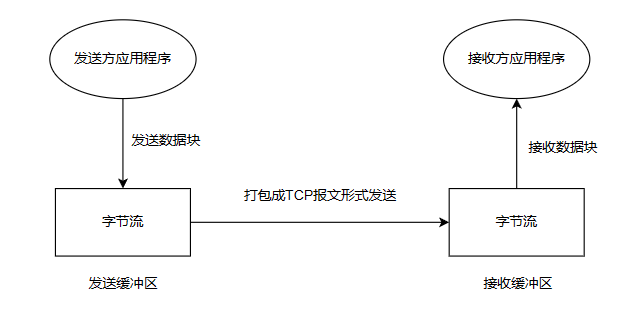 发送方应用程序
接收方应用程序
发送数据块
接收数据块
打包成TCP报文形式发送
字节流
字节流
发送缓冲区
接收缓冲区